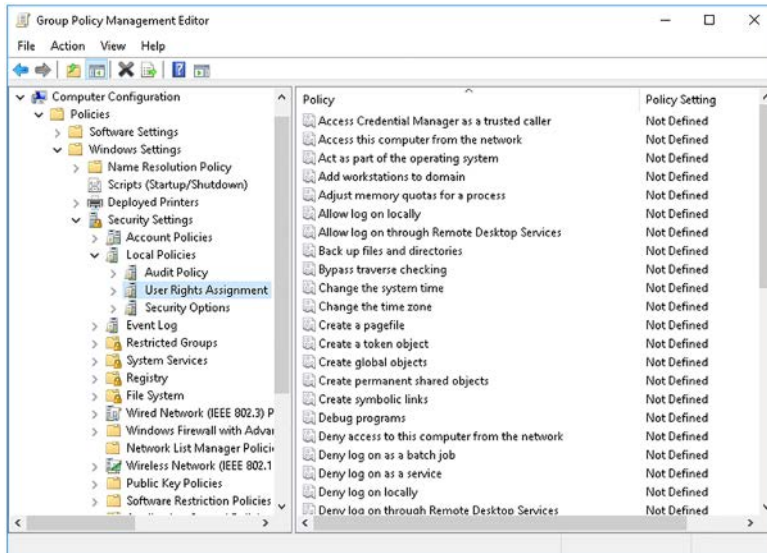 Group Policy Management Editor
File Action View Help
Computer Configuration
Policies
Software Settings
Windows Settings
Name Resolution Policy
Scripts (Startup/Shutdown)
Deployed Printers
Security Settings
Account Policies
Local Policies
Audit Policy
User Rights Assignment
Security Options
Event Log
Restricted Groups
System Services
Registry
File System
Wired Network (IEEE 802.3) P
Windows Firewall with Advan
Network List Manager Policie
Wireless Network (IEEE 802.1
Public Key Policies
Software Restriction Policies
Policy Policy Setting
Access Credential Manager as a trusted caller Not Defined
Access this computer from the network Not Defined
Act as part of the operating system Not Defined
Add workstations to domain Not Defined
Adjust memory quotas for a process Not Defined
Allow log on locally Not Defined
Allow log on through Remote Desktop Services Not Defined
Back up files and directories Not Defined
Bypass traverse checking Not Defined
Change the system time Not Defined
Change the time zone Not Defined
Create a pagefile Not Defined
Create a token object Not Defined
Create global objects Not Defined
Create permanent shared objects Not Defined
Create symbolic links Not Defined
Debug programs Not Defined
Deny access to this computer from the network Not Defined
Deny log on as a batch job Not Defined
Deny log on as a service Not Defined
Deny log on locally Not Defined
Deny log on through Remote Desktop Services Not Defined